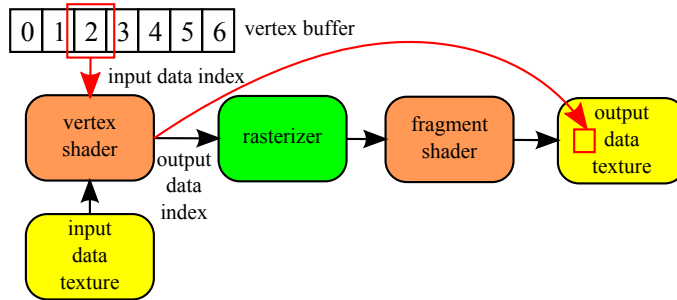 0 1 2 3 4 5 6
vertex buffer
input data index
vertex
shader
output
data
index
rasterizer
fragment
shader
output
data
texture
input
data
texture